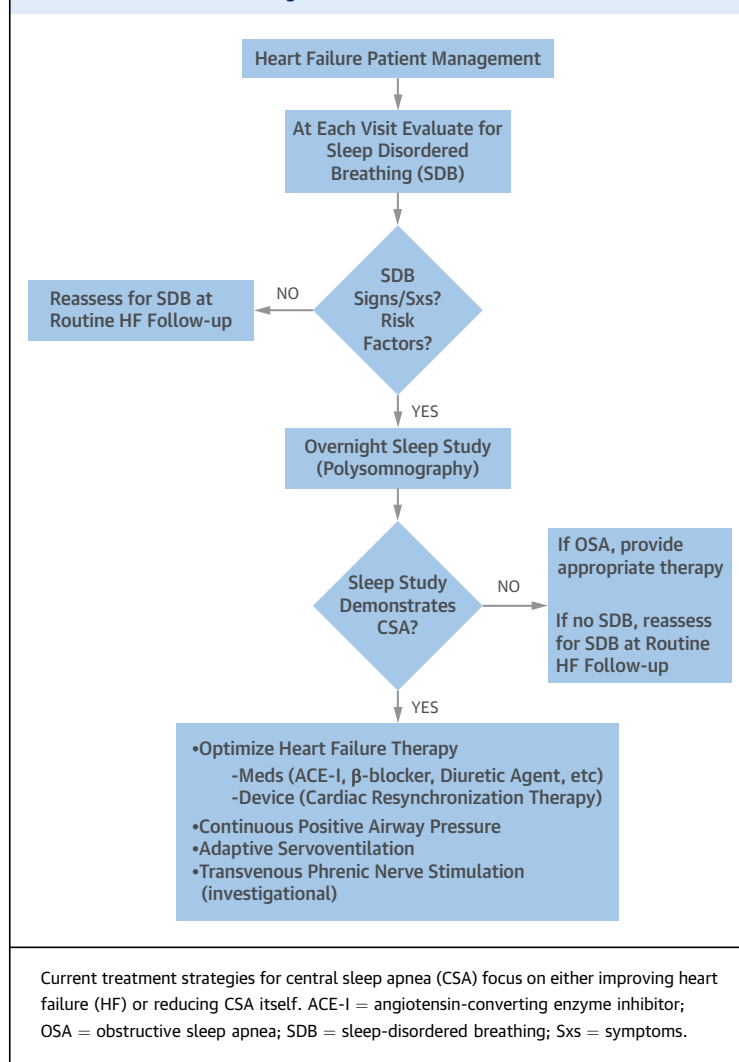 Heart Failure Patient Management
At Each Visit Evaluate for
Sleep Disordered
Breathing (SDB)
SDB
Signs/Sxs?
Risk
Factors?
NO
Reassess for SDB at
Routine HF Follow-up
YES
Overnight Sleep Study
(Polysomnography)
Sleep Study
Demonstrates
CSA?
NO
If OSA, provide
appropriate therapy
If no SDB, reassess
for SDB at Routine
HF Follow-up
YES
•Optimize Heart Failure Therapy
-Meds (ACE-I, β-blocker, Diuretic Agent, etc)
-Device (Cardiac Resynchronization Therapy)
•Continuous Positive Airway Pressure
•Adaptive Servoventilation
•Transvenous Phrenic Nerve Stimulation
(investigational)
Current treatment strategies for central sleep apnea (CSA) focus on either improving heart
failure (HF) or reducing CSA itself. ACE-I = angiotensin-converting enzyme inhibitor;
OSA = obstructive sleep apnea; SDB = sleep-disordered breathing; Sxs = symptoms.